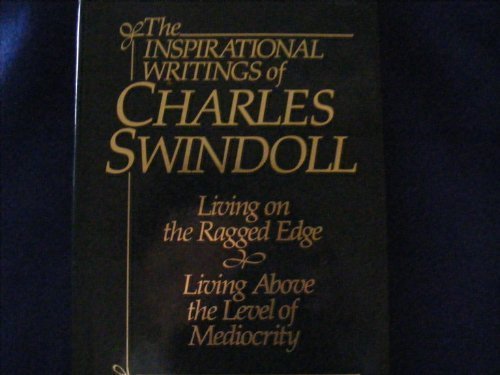 The
INSPIRATIONAL
WRITINGS of
CHARLES
SWINDOLL
Living on
the Ragged Edge
Living Above
the Level of
Mediocrity